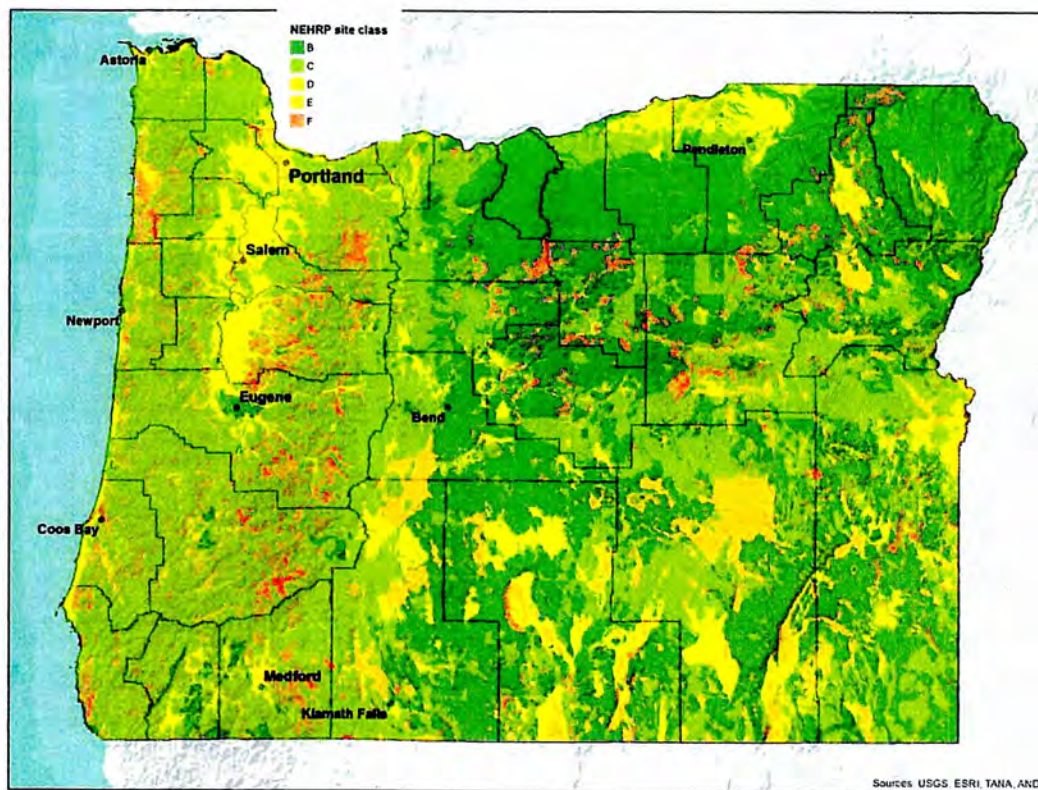 NEHRP site class
B
C
D
E
F
Astoria
Portland
Pendleton
Salem
Newport
Eugene
Bend
Coos Bay
Medford
Klamath Falls
Sources: USGS, ESRI, TANA, AND